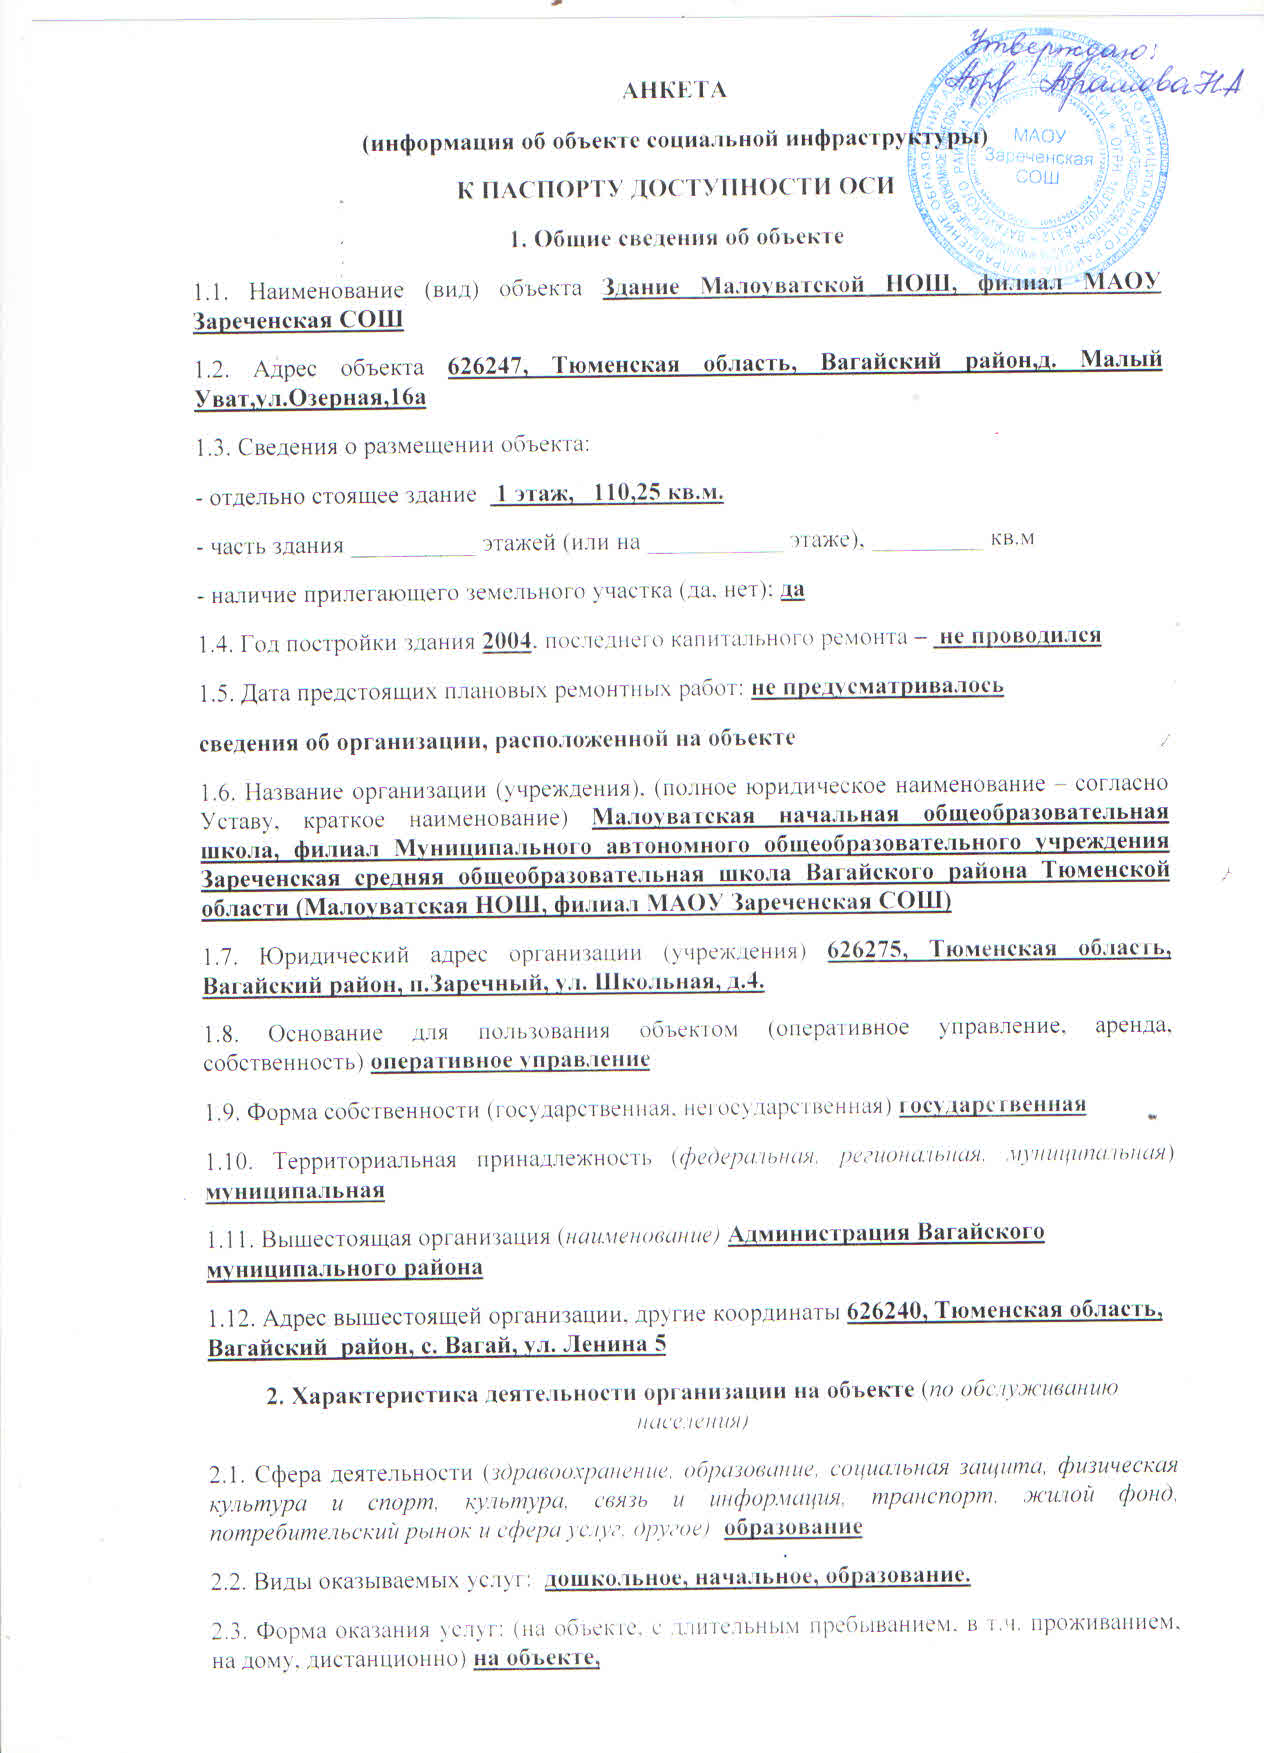 Утверждаю:
Абрамова Н А
МАОУ
Зареченская
СОШ
АНКЕТА
(информация об объекте социальной инфраструктуры)
К ПАСПОРТУ ДОСТУПНОСТИ ОСИ
1. Общие сведения об объекте
1.1. Наименование (вид) объекта Здание Малоуватской НОШ, филиал МАОУ
Зареченская СОШ
1.2. Адрес объекта 626247, Тюменская область, Вагайский район,д. Малый
Уват,ул.Озерная,16а
1.3. Сведения о размещении объекта:
- отдельно стоящее здание 1 этаж, 110,25 кв.м.
- часть здания __________ этажей (или на ___________ этаже), _________ кв.м
- наличие прилегающего земельного участка (да, нет): да
1.4. Год постройки здания 2004, последнего капитального ремонта – не проводился
1.5. Дата предстоящих плановых ремонтных работ: не предусматривалось
сведения об организации, расположенной на объекте
1.6. Название организации (учреждения), (полное юридическое наименование – согласно
Уставу, краткое наименование) Малоуватская начальная общеобразовательная
школа, филиал Муниципального автономного общеобразовательного учреждения
Зареченская средняя общеобразовательная школа Вагайского района Тюменской
области (Малоуватская НОШ, филиал МАОУ Зареченская СОШ)
1.7. Юридический адрес организации (учреждения) 626275, Тюменская область,
Вагайский район, п.Заречный, ул. Школьная, д.4.
1.8. Основание для пользования объектом (оперативное управление, аренда,
собственность) оперативное управление
1.9. Форма собственности (государственная, негосударственная) государственная
1.10. Территориальная принадлежность (федеральная, региональная, муниципальная)
муниципальная
1.11. Вышестоящая организация (наименование) Администрация Вагайского
муниципального района
1.12. Адрес вышестоящей организации, другие координаты 626240, Тюменская область,
Вагайский район, с. Вагай, ул. Ленина 5
2. Характеристика деятельности организации на объекте (по обслуживанию
населения)
2.1. Сфера деятельности (здравоохранение, образование, социальная защита, физическая
культура и спорт, культура, связь и информация, транспорт, жилой фонд,
потребительский рынок и сфера услуг, другое) образование
2.2. Виды оказываемых услуг: дошкольное, начальное, образование.
2.3. Форма оказания услуг: (на объекте, с длительным пребыванием, в т.ч. проживанием,
на дому, дистанционно) на объекте,